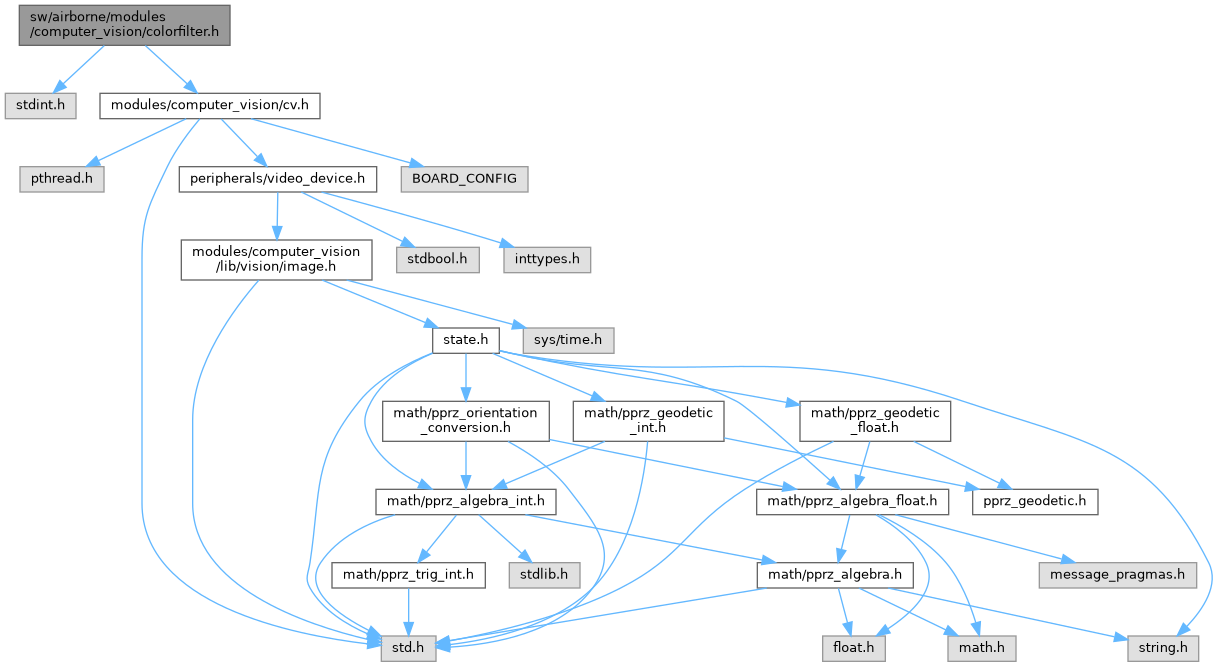 sw/airborne/modules
/computer_vision/colorfilter.h
stdint.h
modules/computer_vision/cv.h
pthread.h
peripherals/video_device.h
BOARD_CONFIG
modules/computer_vision
/lib/vision/image.h
stdbool.h
inttypes.h
state.h
sys/time.h
math/pprz_orientation
_conversion.h
math/pprz_geodetic
_int.h
math/pprz_geodetic
_float.h
math/pprz_algebra_int.h
math/pprz_algebra_float.h
pprz_geodetic.h
math/pprz_trig_int.h
stdlib.h
math/pprz_algebra.h
message_pragmas.h
std.h
float.h
math.h
string.h